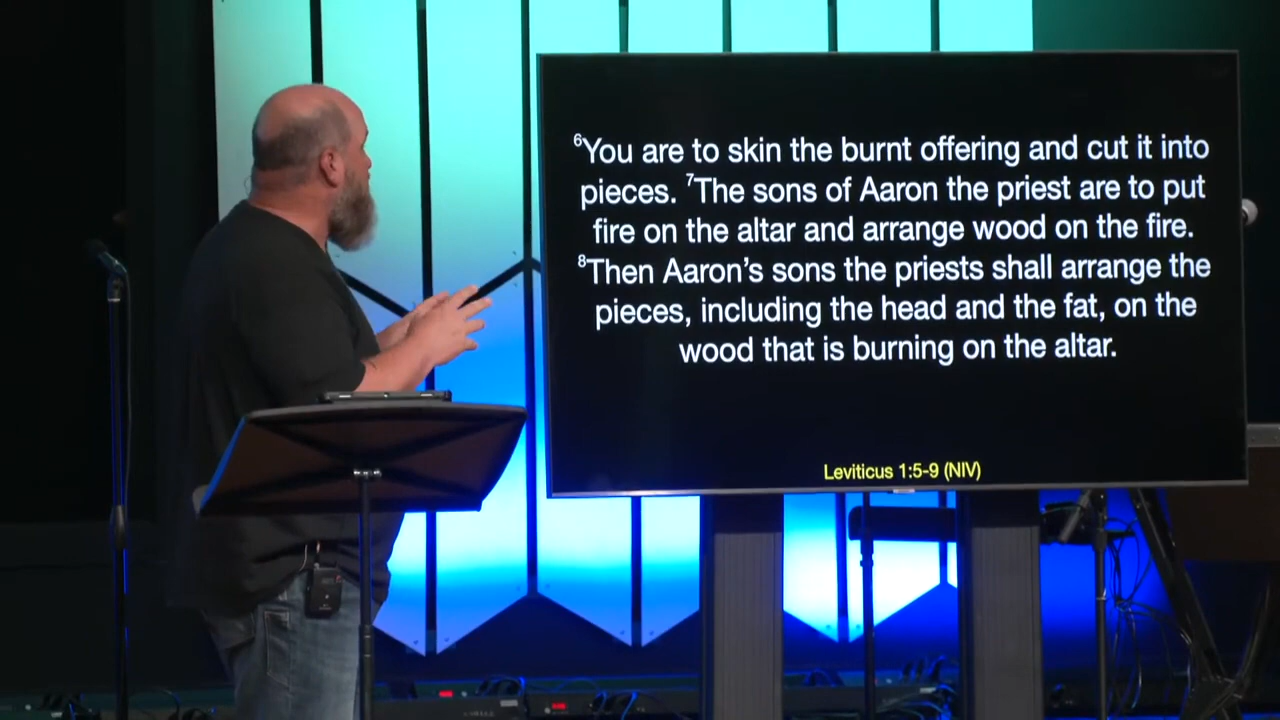 ⁶You are to skin the burnt offering and cut it into
pieces. ⁷The sons of Aaron the priest are to put
fire on the altar and arrange wood on the fire.
⁸Then Aaron’s sons the priests shall arrange the
pieces, including the head and the fat, on the
wood that is burning on the altar.
Leviticus 1:5-9 (NIV)